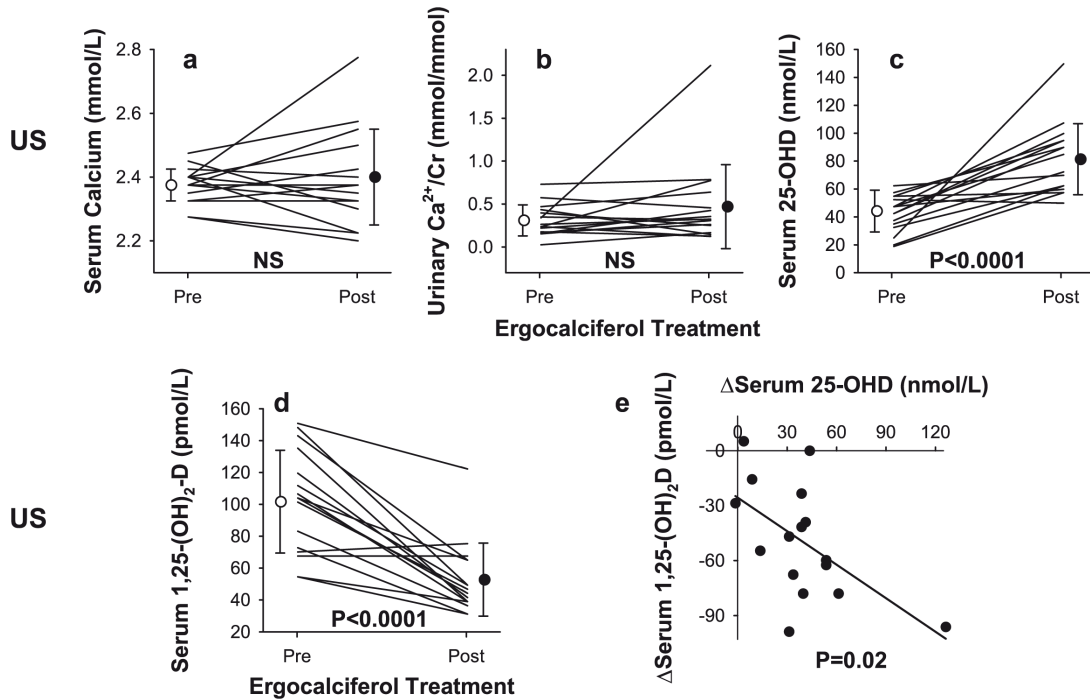 US
a
Serum Calcium (mmol/L)
2.8
2.6
2.4
2.2
NS
Pre
Post
b
Urinary Ca²⁺/Cr (mmol/mmol)
2.0
1.5
1.0
0.5
0.0
NS
Pre
Post
c
Serum 25-OHD (nmol/L)
160
140
120
100
80
60
40
20
0
P<0.0001
Pre
Post
Ergocalciferol Treatment
US
d
Serum 1,25-(OH)₂-D (pmol/L)
160
140
120
100
80
60
40
20
P<0.0001
Pre
Post
Ergocalciferol Treatment
e
ΔSerum 25-OHD (nmol/L)
0 30 60 90 120
ΔSerum 1,25-(OH)₂D (pmol/L)
-0
-30
-60
-90
P=0.02